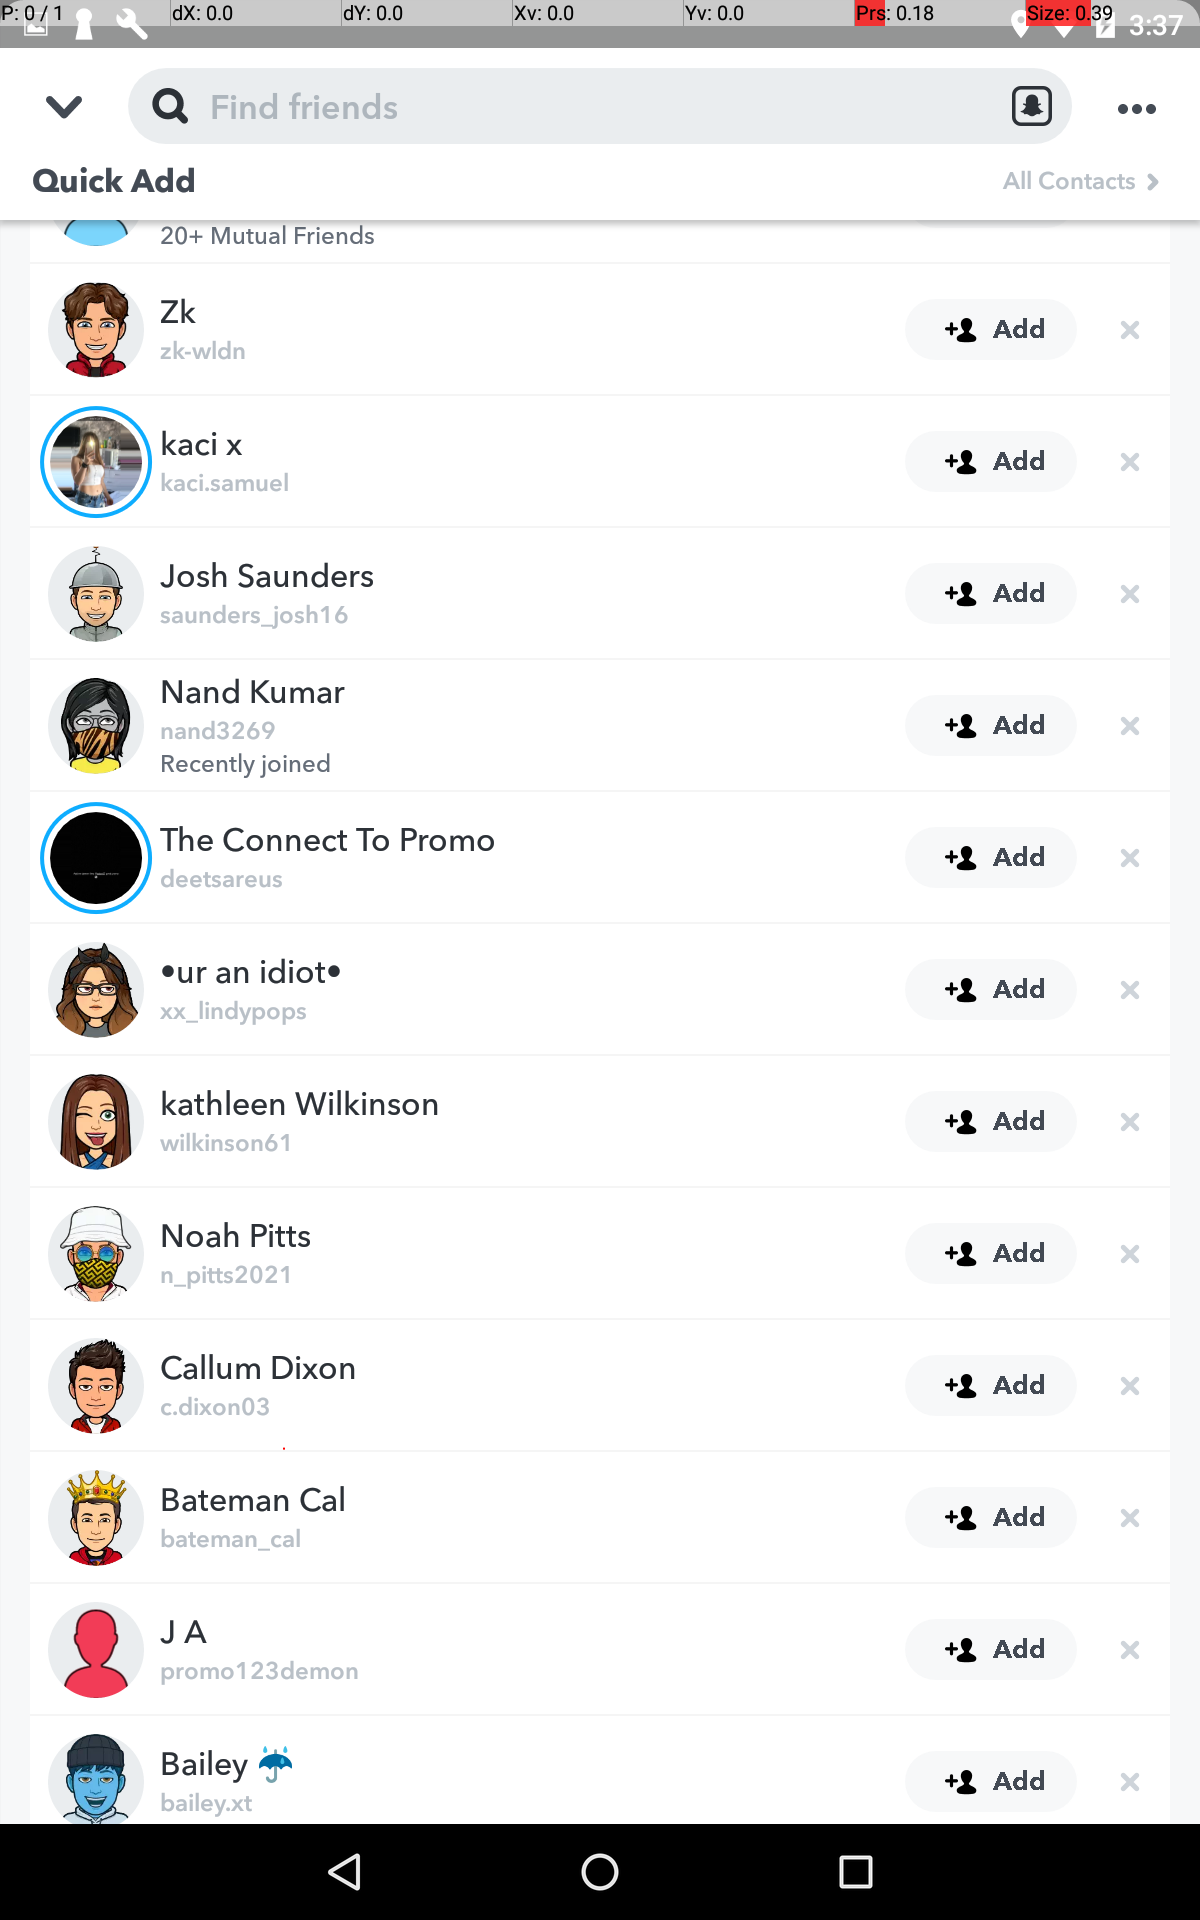 P: 0 / 1 dX: 0.0 dY: 0.0 Xv: 0.0 Yv: 0.0 Prs: 0.18 Size: 0.39
3:37
Find friends
Quick Add All Contacts
20+ Mutual Friends
Zk
zk-wldn
Add
kaci x
kaci.samuel
Add
Josh Saunders
saunders_josh16
Add
Nand Kumar
nand3269
Recently joined
Add
The Connect To Promo
deetsareus
Add
•ur an idiot•
xx_lindypops
Add
kathleen Wilkinson
wilkinson61
Add
Noah Pitts
n_pitts2021
Add
Callum Dixon
c.dixon03
Add
Bateman Cal
bateman_cal
Add
J A
promo123demon
Add
Bailey ☔
bailey.xt
Add